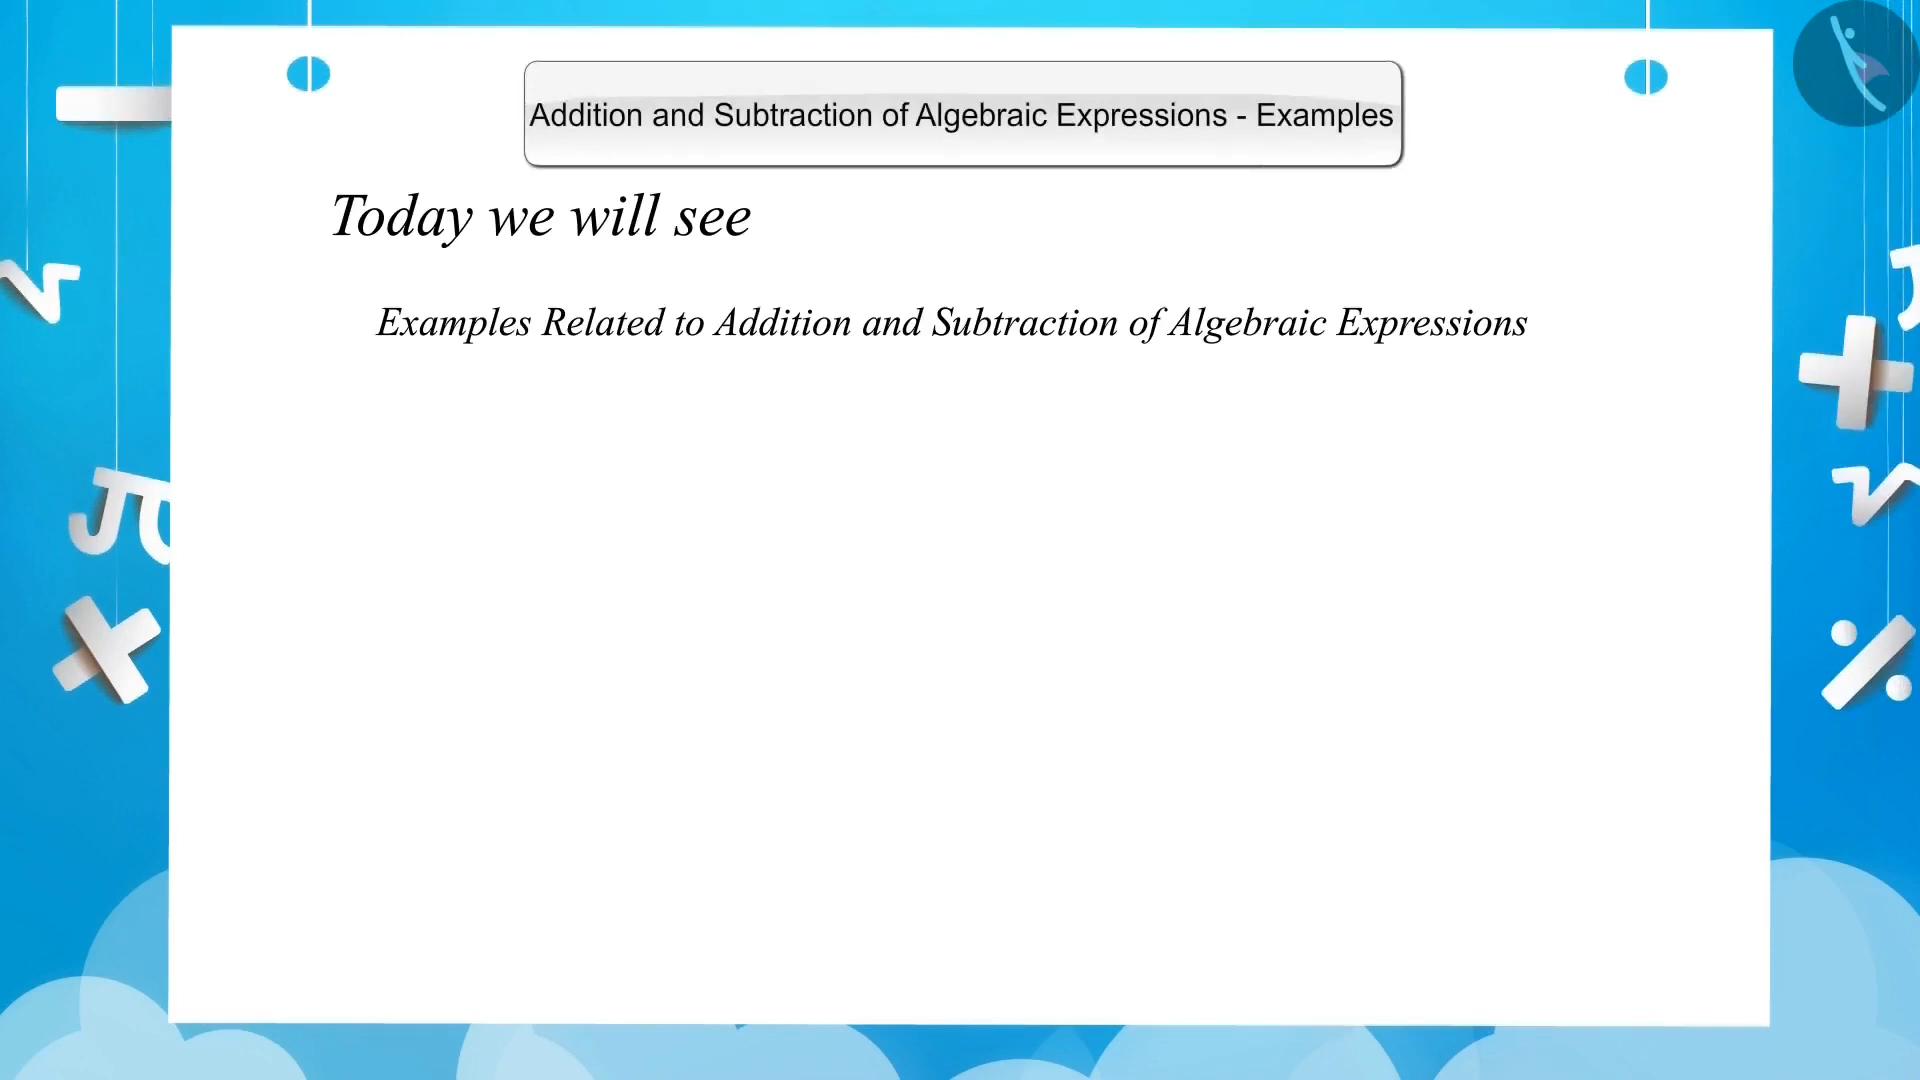 Addition and Subtraction of Algebraic Expressions - Examples
Today we will see
Examples Related to Addition and Subtraction of Algebraic Expressions